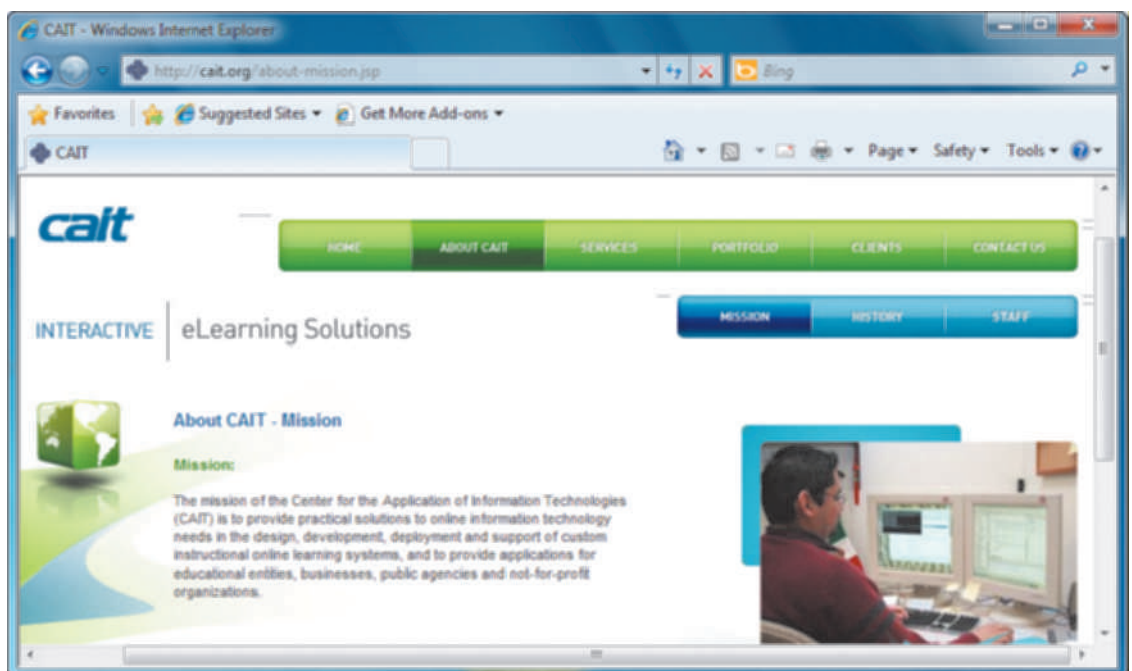 CAIT - Windows Internet Explorer
http://cait.org/about-mission.jsp
Bing
Favorites
Suggested Sites
Get More Add-ons
CAIT
Page
Safety
Tools
cait
HOME
ABOUT CAIT
SERVICES
PORTFOLIO
CLIENTS
CONTACT US
INTERACTIVE
eLearning Solutions
MISSION
HISTORY
STAFF
About CAIT - Mission
Mission:
The mission of the Center for the Application of Information Technologies
(CAIT) is to provide practical solutions to online information technology
needs in the design, development, deployment and support of custom
instructional online learning systems, and to provide applications for
educational entities, businesses, public agencies and not-for-profit
organizations.